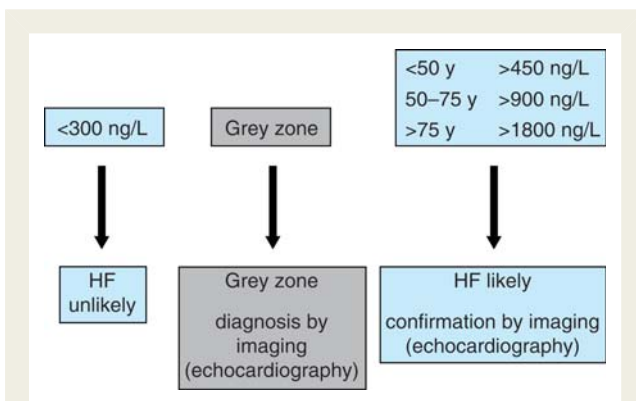 <300 ng/L
Grey zone
<50 y >450 ng/L
50–75 y >900 ng/L
>75 y >1800 ng/L
HF
unlikely
Grey zone
diagnosis by
imaging
(echocardiography)
HF likely
confirmation by imaging
(echocardiography)